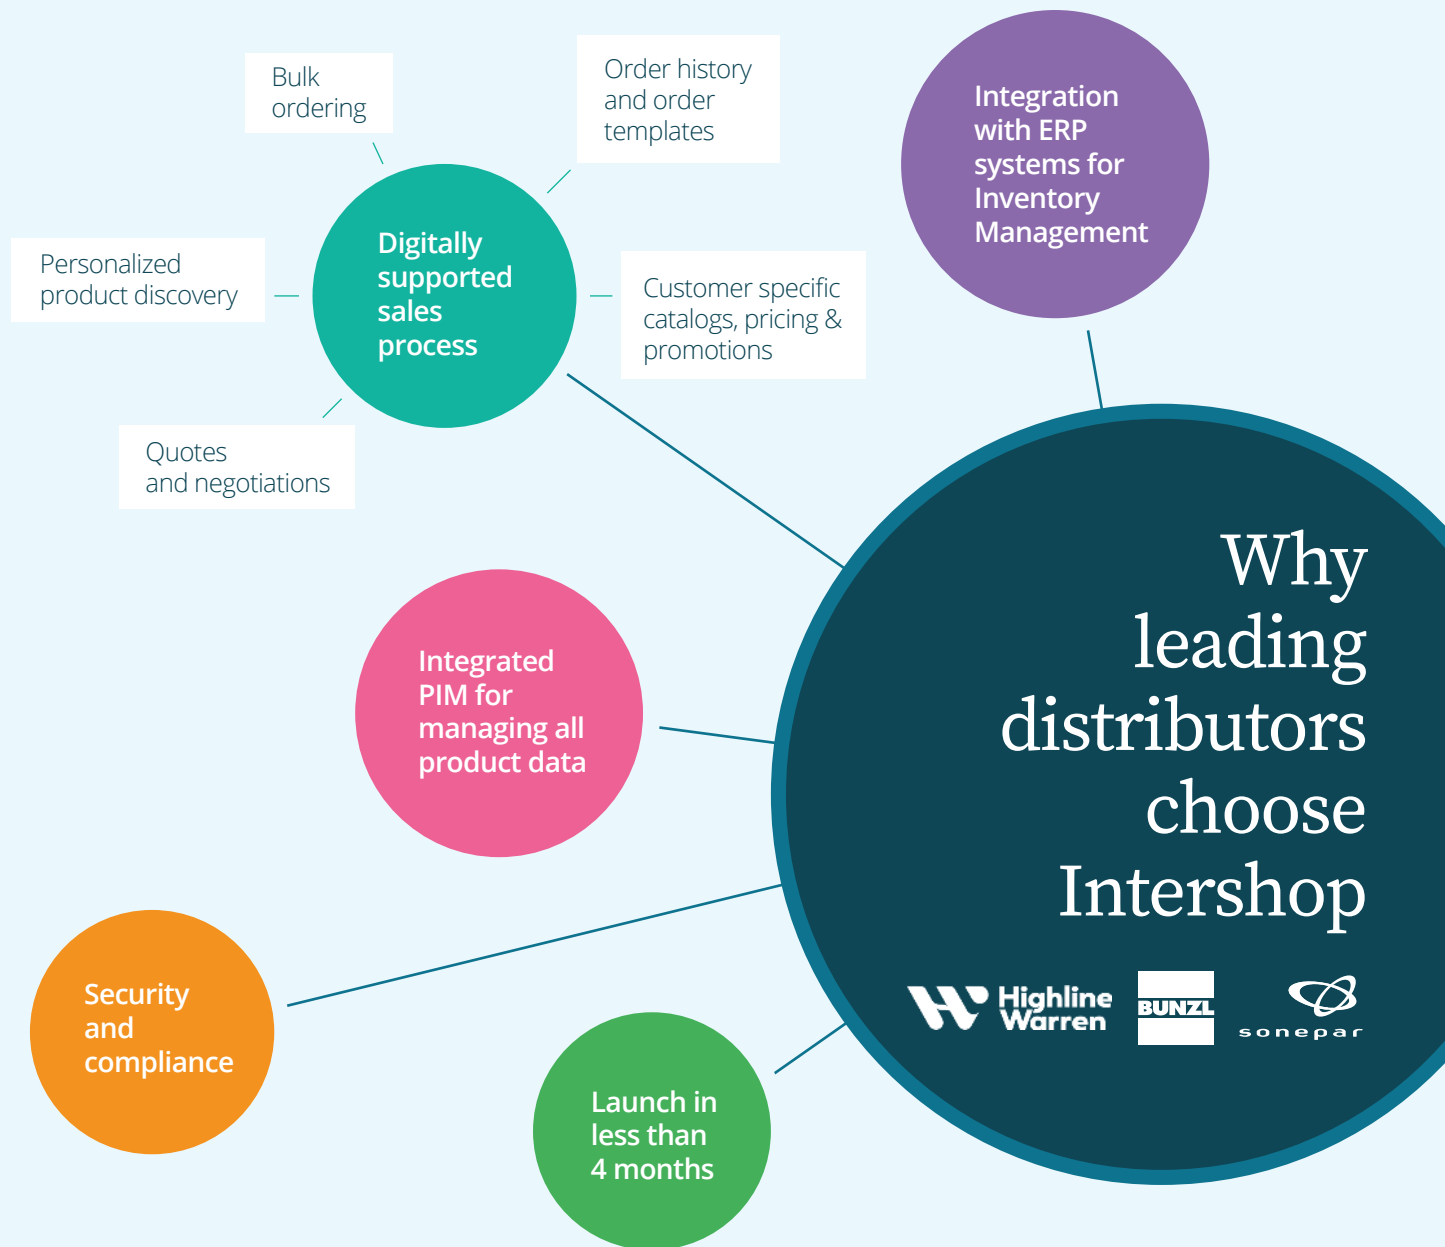 Bulk
ordering
Order history
and order
templates
Personalized
product discovery
Digitally
supported
sales
process
Customer specific
catalogs, pricing &
promotions
Quotes
and negotiations
Integration
with ERP
systems for
Inventory
Management
Integrated
PIM for
managing all
product data
Security
and
compliance
Launch in
less than
4 months
Why
leading
distributors
choose
Intershop
Highline
Warren
BUNZL
sonepar